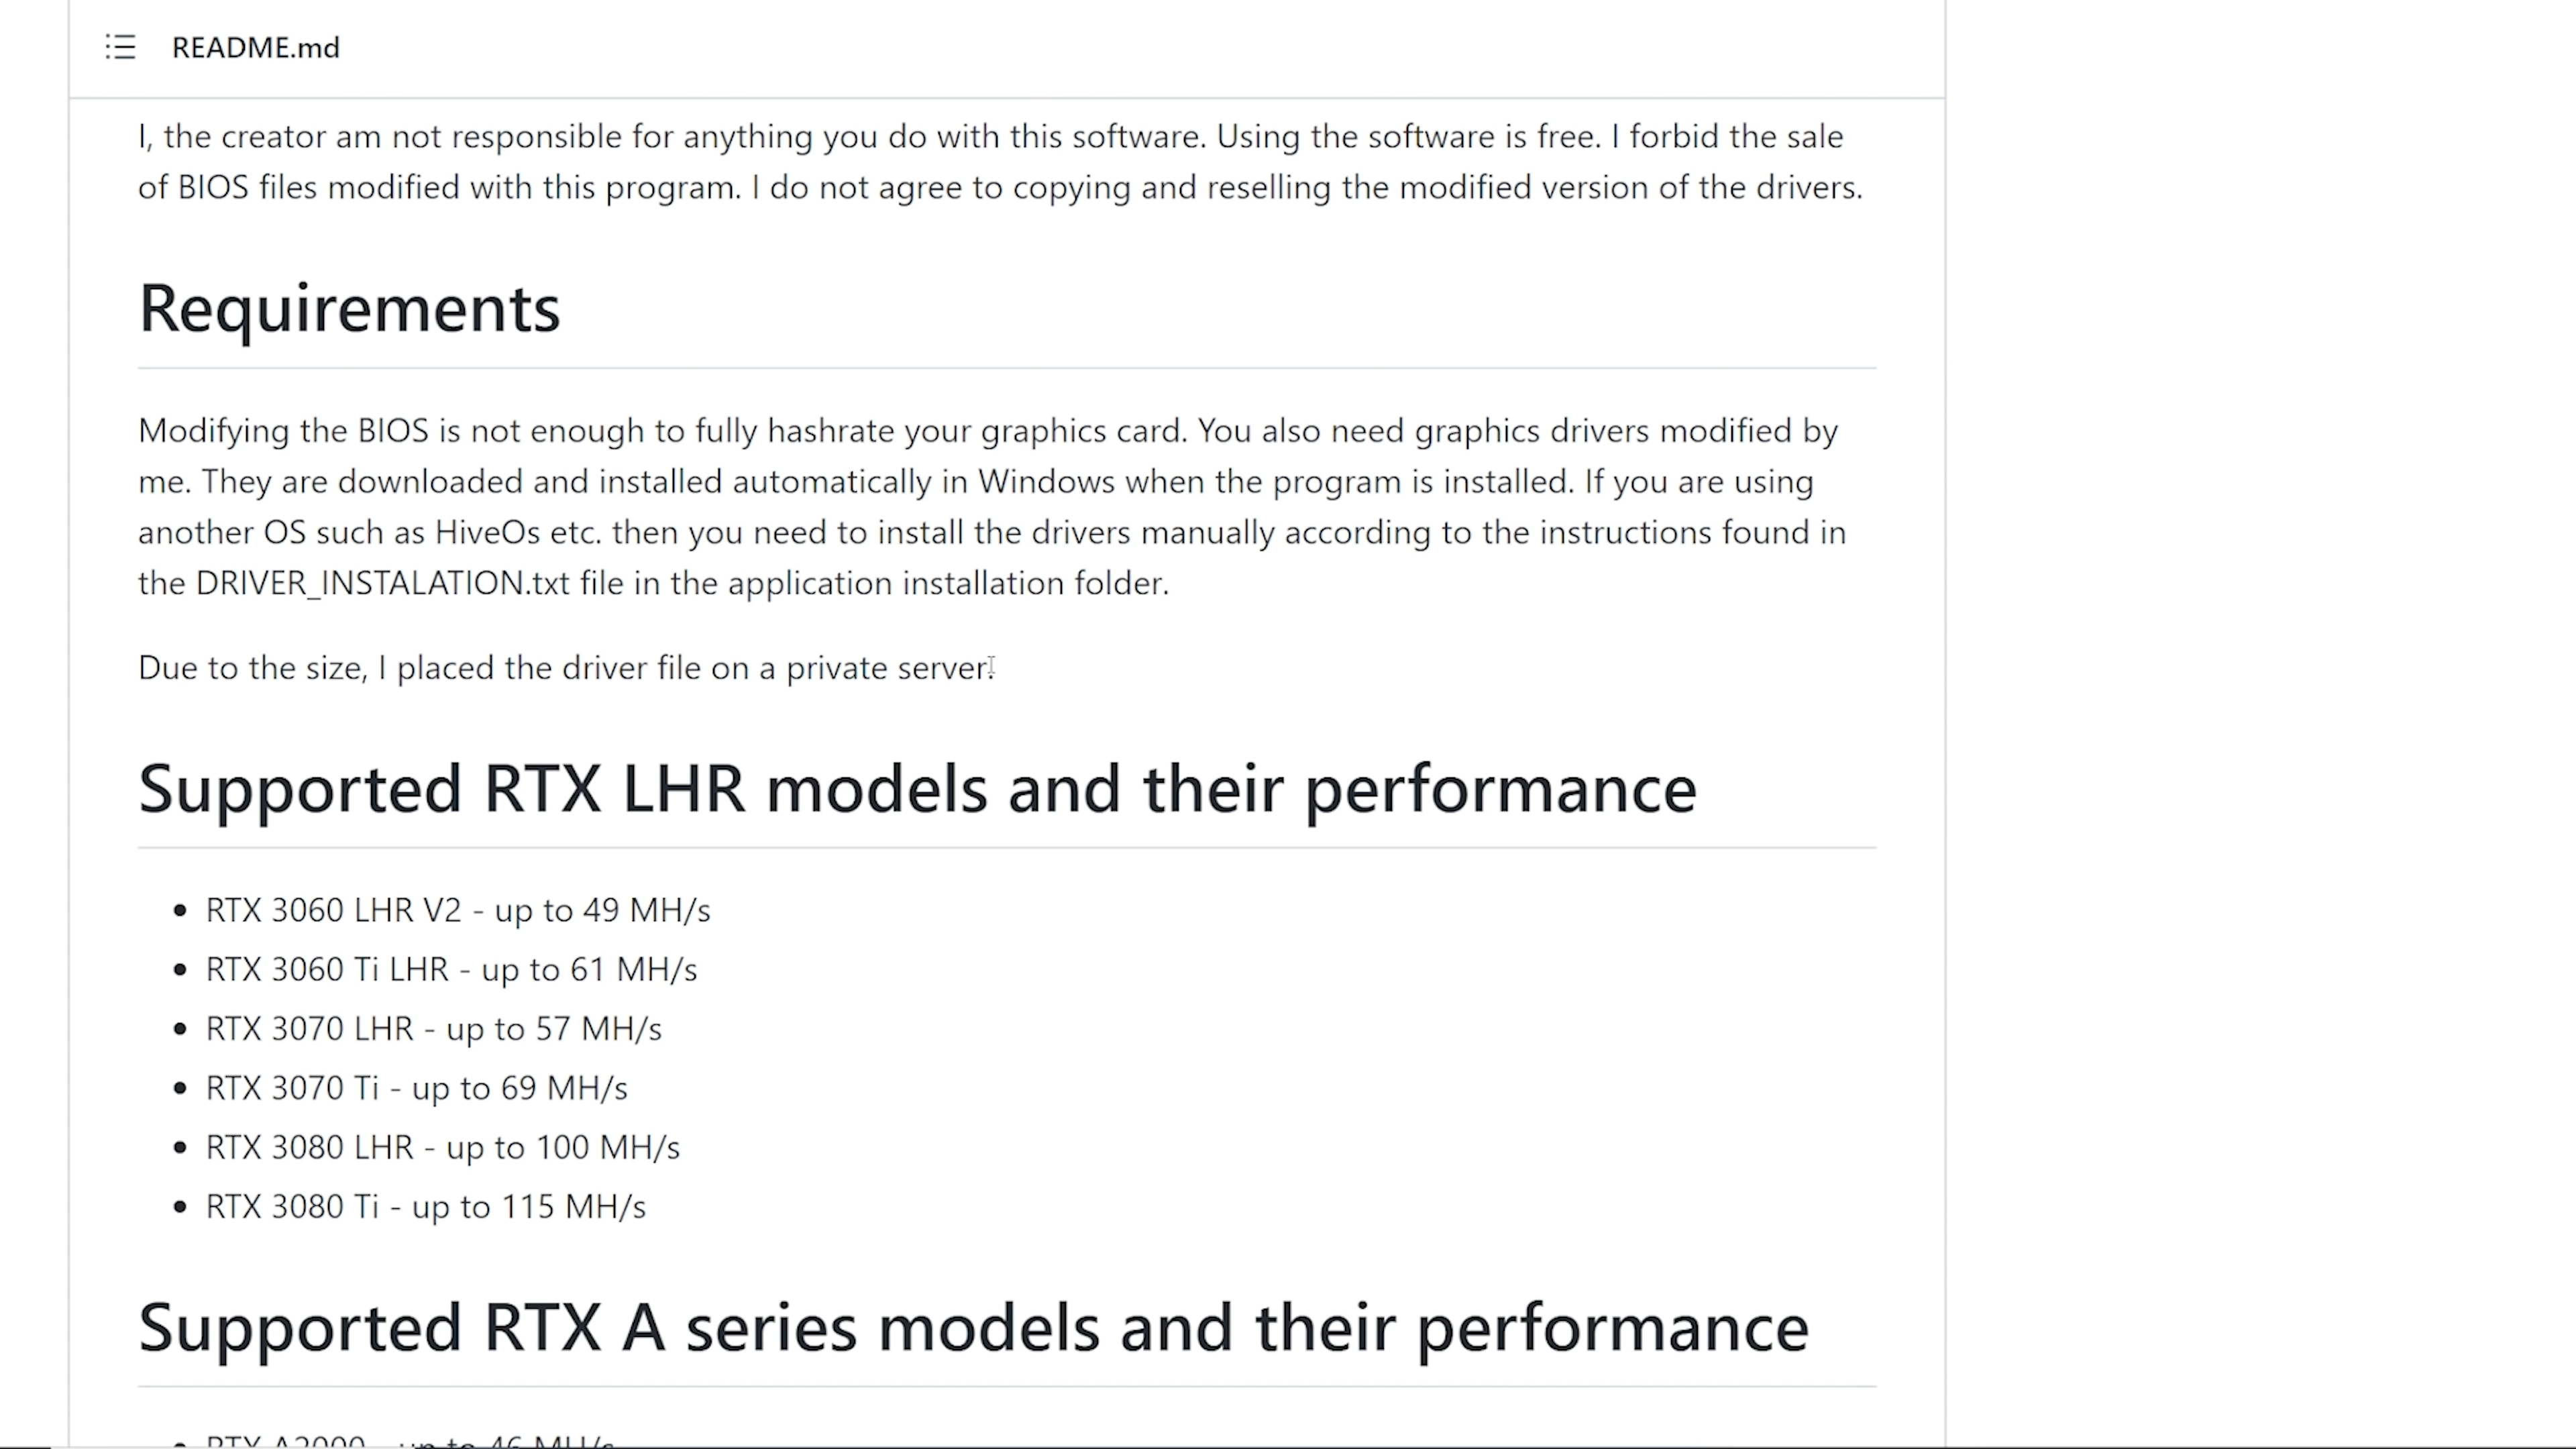 README.md
I, the creator am not responsible for anything you do with this software. Using the software is free. I forbid the sale
of BIOS files modified with this program. I do not agree to copying and reselling the modified version of the drivers.
Requirements
Modifying the BIOS is not enough to fully hashrate your graphics card. You also need graphics drivers modified by
me. They are downloaded and installed automatically in Windows when the program is installed. If you are using
another OS such as HiveOs etc. then you need to install the drivers manually according to the instructions found in
the DRIVER_INSTALATION.txt file in the application installation folder.
Due to the size, I placed the driver file on a private server.
Supported RTX LHR models and their performance
• RTX 3060 LHR V2 - up to 49 MH/s
• RTX 3060 Ti LHR - up to 61 MH/s
• RTX 3070 LHR - up to 57 MH/s
• RTX 3070 Ti - up to 69 MH/s
• RTX 3080 LHR - up to 100 MH/s
• RTX 3080 Ti - up to 115 MH/s
Supported RTX A series models and their performance
• RTX A2000 - up to 46 MH/s